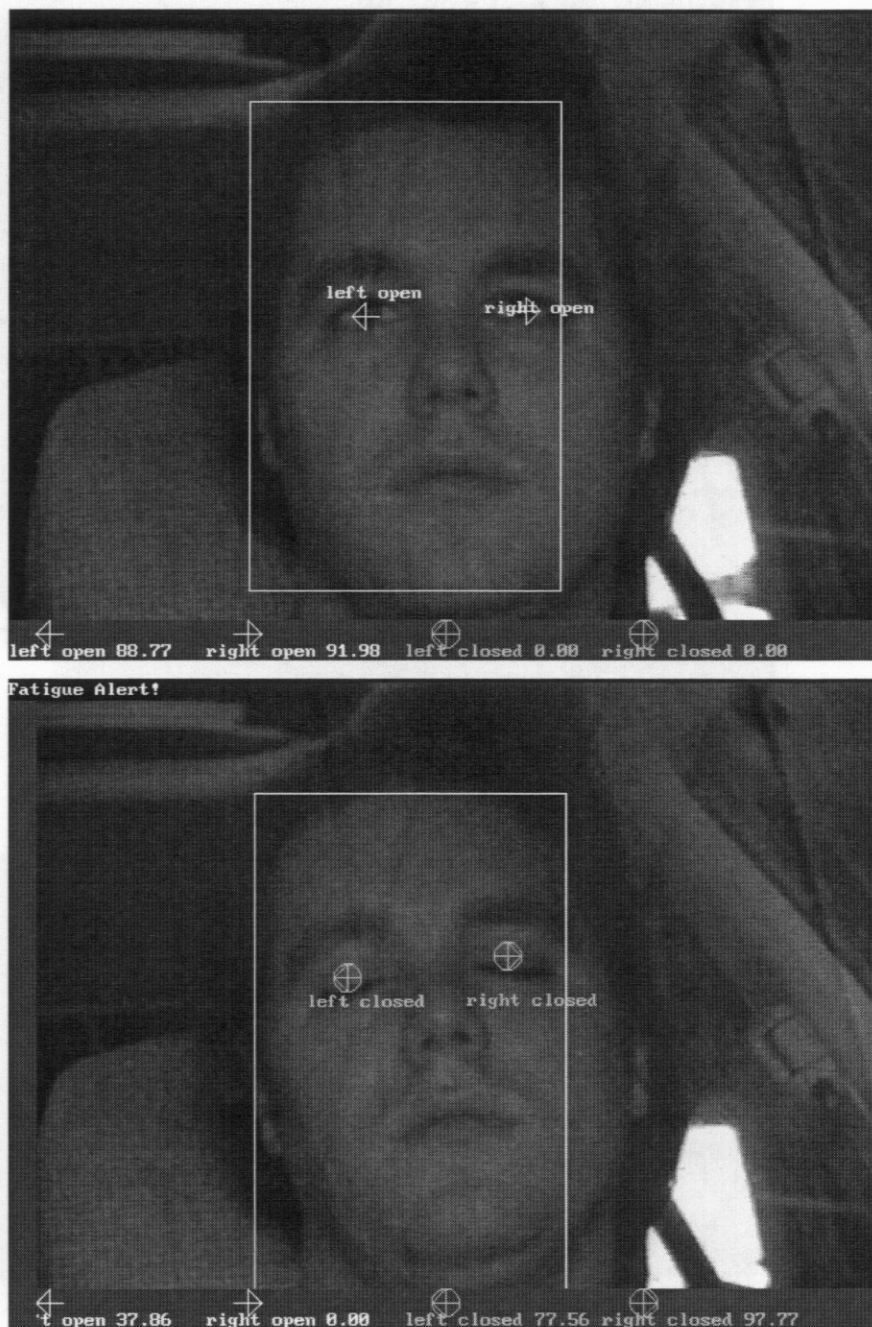 left open
right open
left open 88.77 right open 91.98 left closed 0.00 right closed 0.00
Fatigue Alert!
left closed right closed
't open 37.86 right open 0.00 left closed 77.56 right closed 97.77